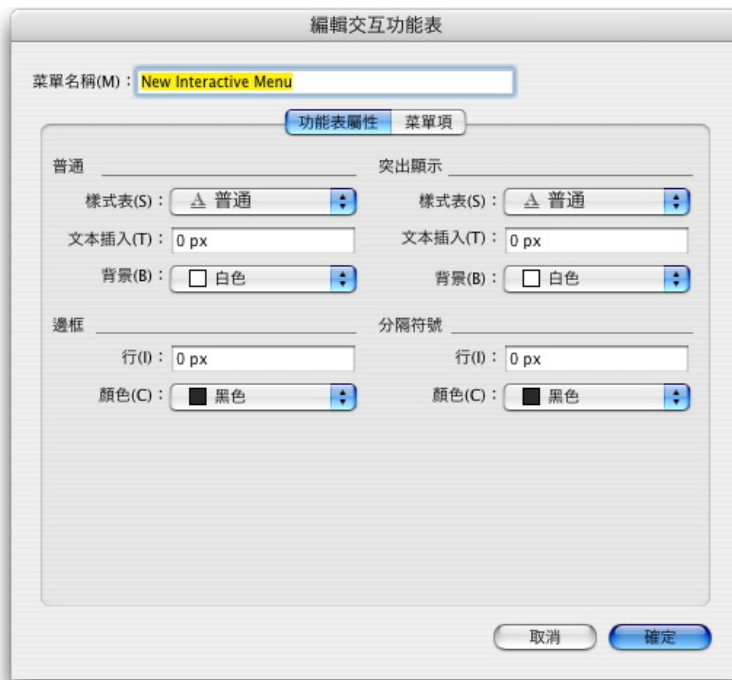 編輯交互功能表
菜單名稱(M)：New Interactive Menu
功能表屬性 菜單項
普通
樣式表(S)：A 普通
文本插入(T)：0 px
背景(B)：白色
突出顯示
樣式表(S)：A 普通
文本插入(T)：0 px
背景(B)：白色
邊框
行(I)：0 px
顏色(C)：黑色
分隔符號
行(I)：0 px
顏色(C)：黑色
取消 確定